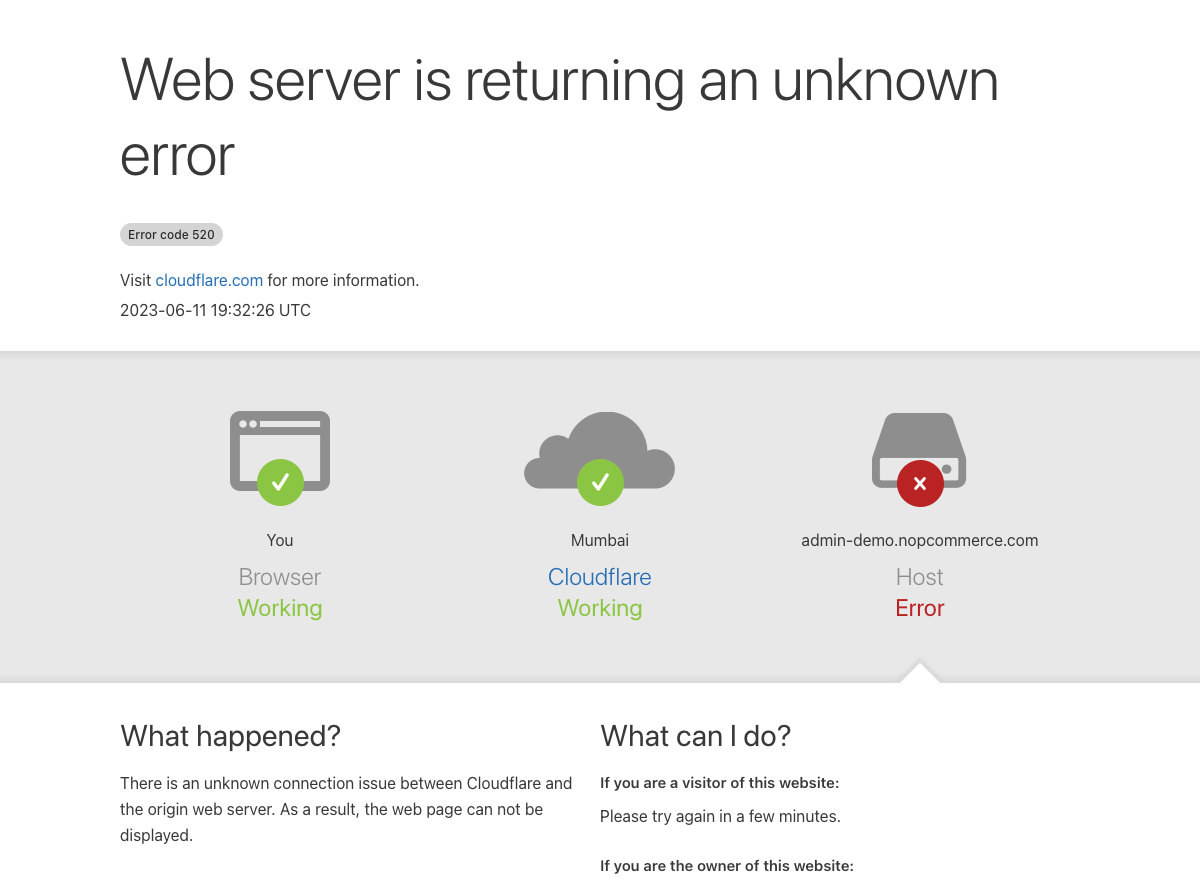 Web server is returning an unknown
error
Error code 520
Visit cloudflare.com for more information.
2023-06-11 19:32:26 UTC
You
Browser
Working
Mumbai
Cloudflare
Working
admin-demo.nopcommerce.com
Host
Error
What happened?
There is an unknown connection issue between Cloudflare and
the origin web server. As a result, the web page can not be
displayed.
What can I do?
If you are a visitor of this website:
Please try again in a few minutes.
If you are the owner of this website: